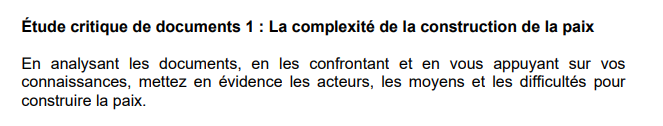 Étude critique de documents 1 : La complexité de la construction de la paix
En analysant les documents, en les confrontant et en vous appuyant sur vos
connaissances, mettez en évidence les acteurs, les moyens et les difficultés pour
construire la paix.